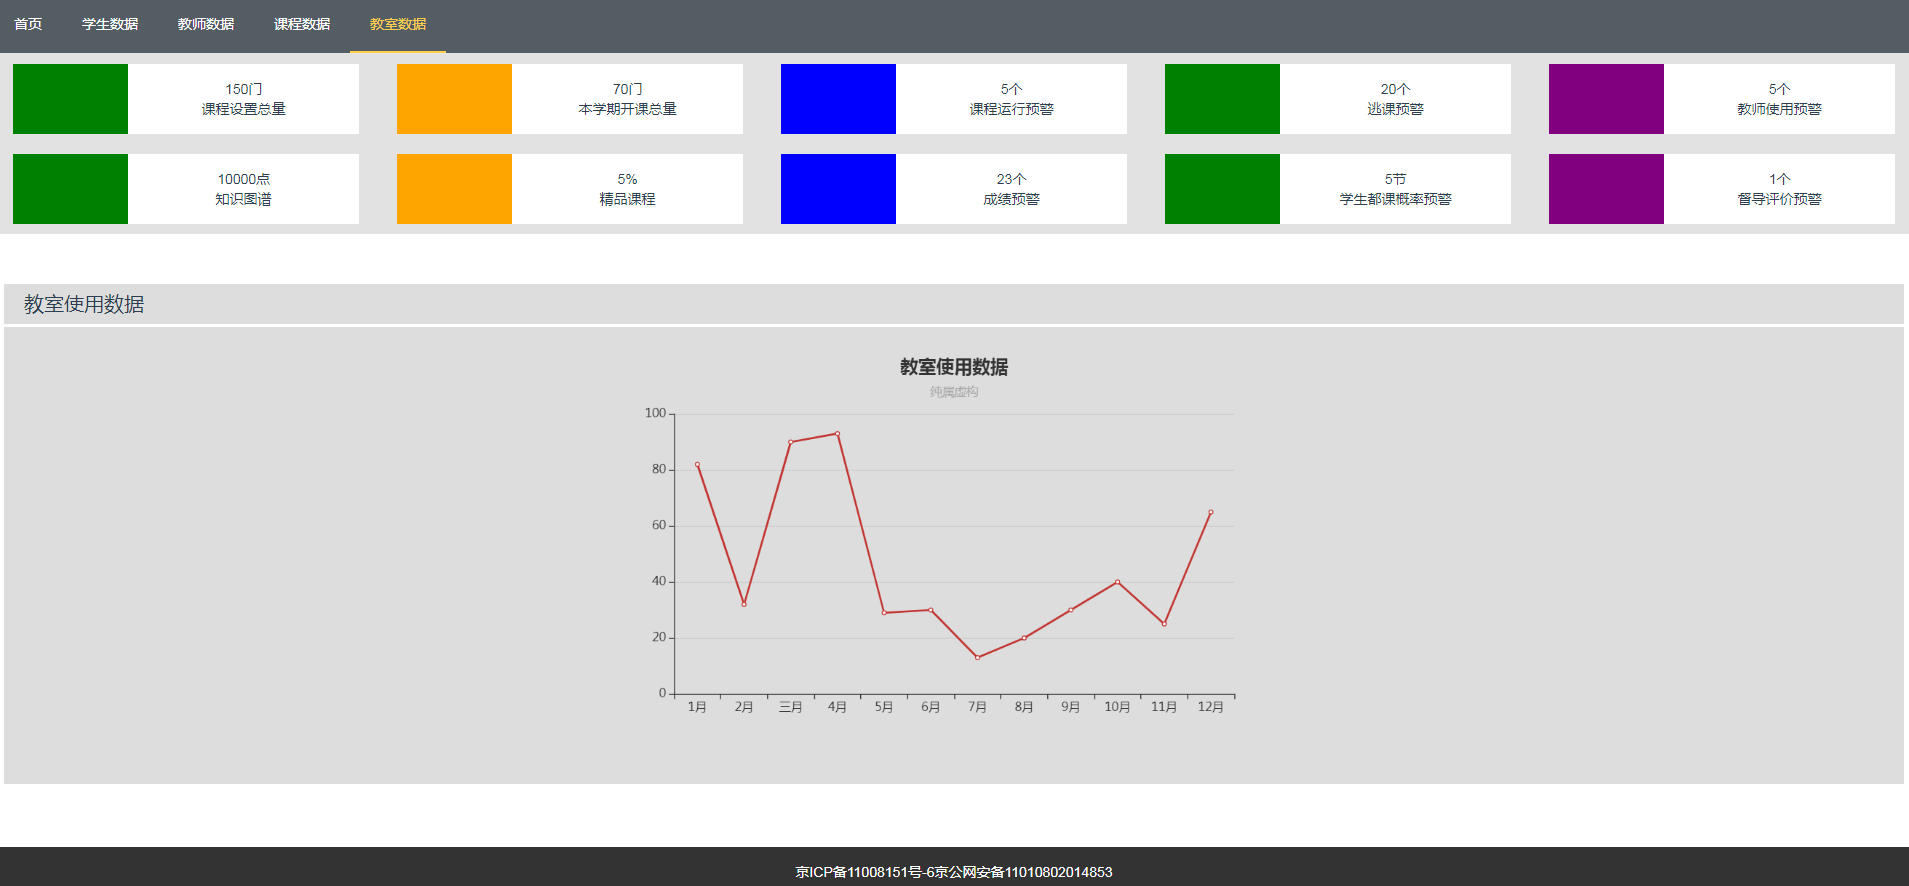 首页 学生数据 教师数据 课程数据 教室数据
150门
课程设置总量
70门
本学期开课总量
5个
课程运行预警
20个
逃课预警
5个
教师使用预警
10000点
知识图谱
5%
精品课程
23个
成绩预警
5节
学生都课概率预警
1个
督导评价预警
教室使用数据
教室使用数据
纯属虚构
100
80
60
40
20
0
1月 2月 三月 4月 5月 6月 7月 8月 9月 10月 11月 12月
京ICP备11008151号-6京公网安备11010802014853